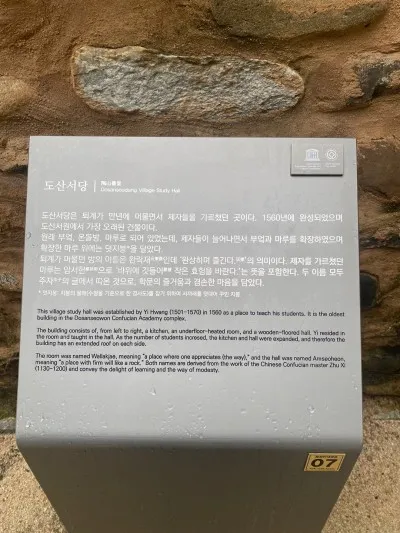 도산서당 | 陶山書堂
Dosanseodang Village Study Hall
도산서당은 퇴계가 만년에 머물면서 제자들을 가르쳤던 곳이다. 1560년에 완성되었으며
도산서원에서 가장 오래된 건물이다.
원래 부엌, 온돌방, 마루로 되어 있었는데, 제자들이 늘어나면서 부엌과 마루를 확장하였으며
확장한 마루 위에는 덧지붕*을 달았다.
퇴계가 머물던 방의 이름은 완락재인데 '완상하며 즐긴다.'의 의미이다. 제자를 가르쳤던
마루는 암서헌으로 "바위에 깃들어 작은 효험을 바란다."는 뜻을 포함한다. 두 이름 모두
주자의 글에서 따온 것으로, 학문의 즐거움과 겸손한 마음을 담았다.
This village study hall was established by Yi Hwang (1501-1570) in 1560 as a place to teach his students. It is the oldest
building in the Dosanseowon Confucian Academy complex.
The building consists of, from left to right, a kitchen, an underfloor-heated room, and a wooden-floored hall. Yi resided in
the room and taught in the hall. As the number of students incresed, the kitchen and hall were expanded, and therefore the
building has an extended roof on each side.
The room was named Wallakjae, meaning "a place where one appreciates (the way)," and the hall was named Amseoheon,
meaning "a place with firm will like a rock." Both names are derived from the work of the Chinese Confucian master Zhu Xi
(1130-1200) and convey the delight of learning and the way of modesty.
07